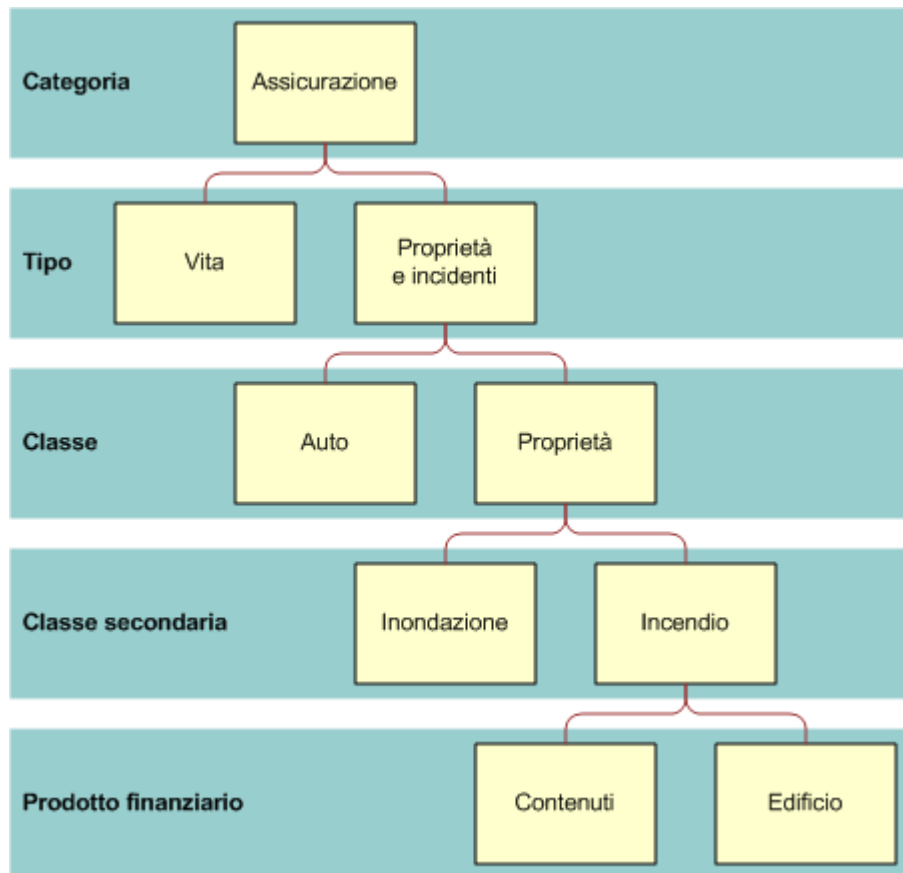 Categoria
Assicurazione
Tipo
Vita
Proprietà
e incidenti
Classe
Auto
Proprietà
Classe secondaria
Inondazione
Incendio
Prodotto finanziario
Contenuti
Edificio